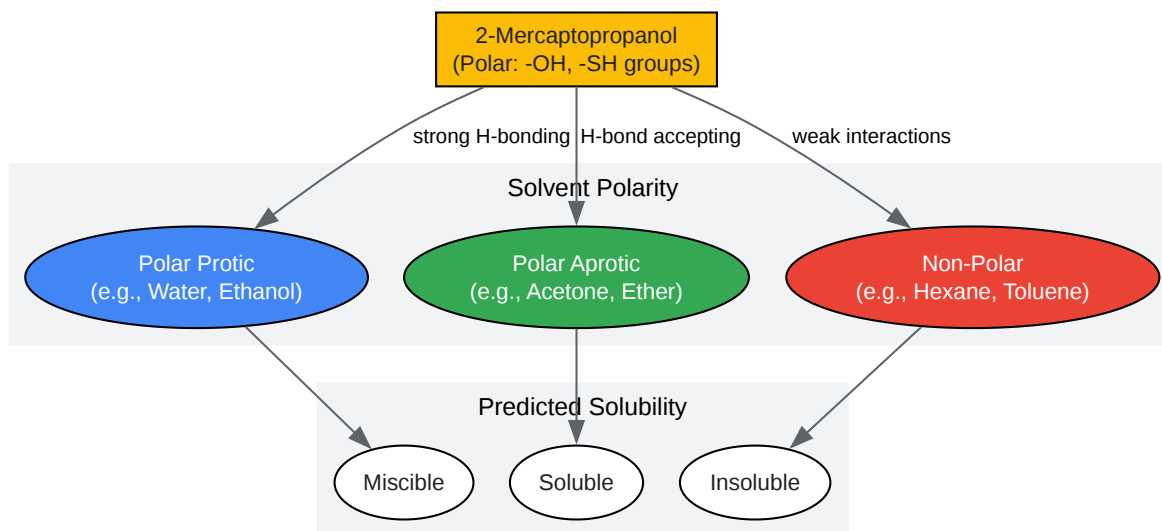 2-Mercaptopropanol
(Polar: -OH, -SH groups)
strong H-bonding
H-bond accepting
weak interactions
Solvent Polarity
Polar Protic
(e.g., Water, Ethanol)
Polar Aprotic
(e.g., Acetone, Ether)
Non-Polar
(e.g., Hexane, Toluene)
Predicted Solubility
Miscible
Soluble
Insoluble